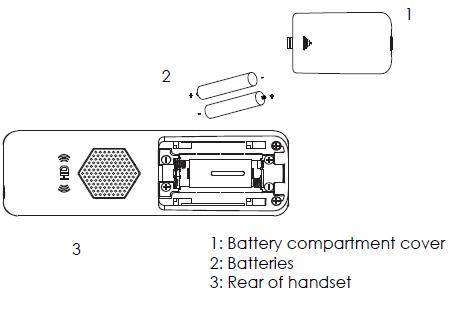 1
2
HD
3
1: Battery compartment cover
2: Batteries
3: Rear of handset